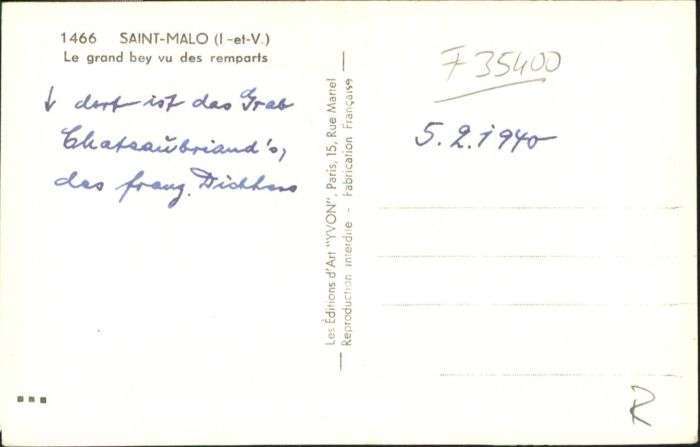 1466 SAINT-MALO (I-et-V.)
Le grand bey vu des remparts
↓ dort ist das Grab
Chateaubriand's,
des franz. Dichters
Les Éditions d'Art "YVON", Paris, 15, Rue Martel
Reproduction Interdite - Fabrication Française
F 35400
5.2.1940
R